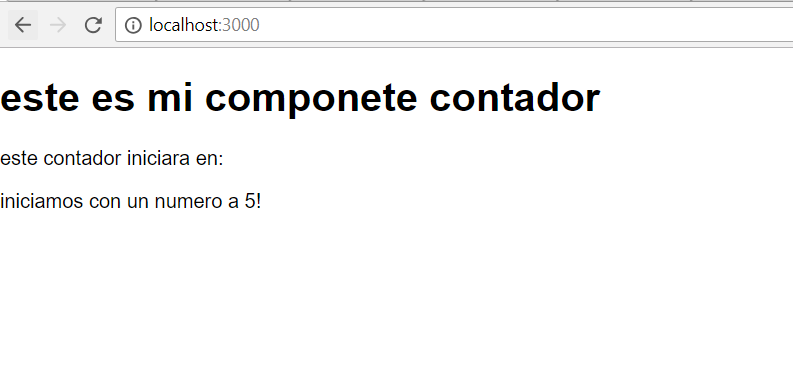 localhost:3000
este es mi componete contador
este contador iniciara en:
iniciamos con un numero a 5!